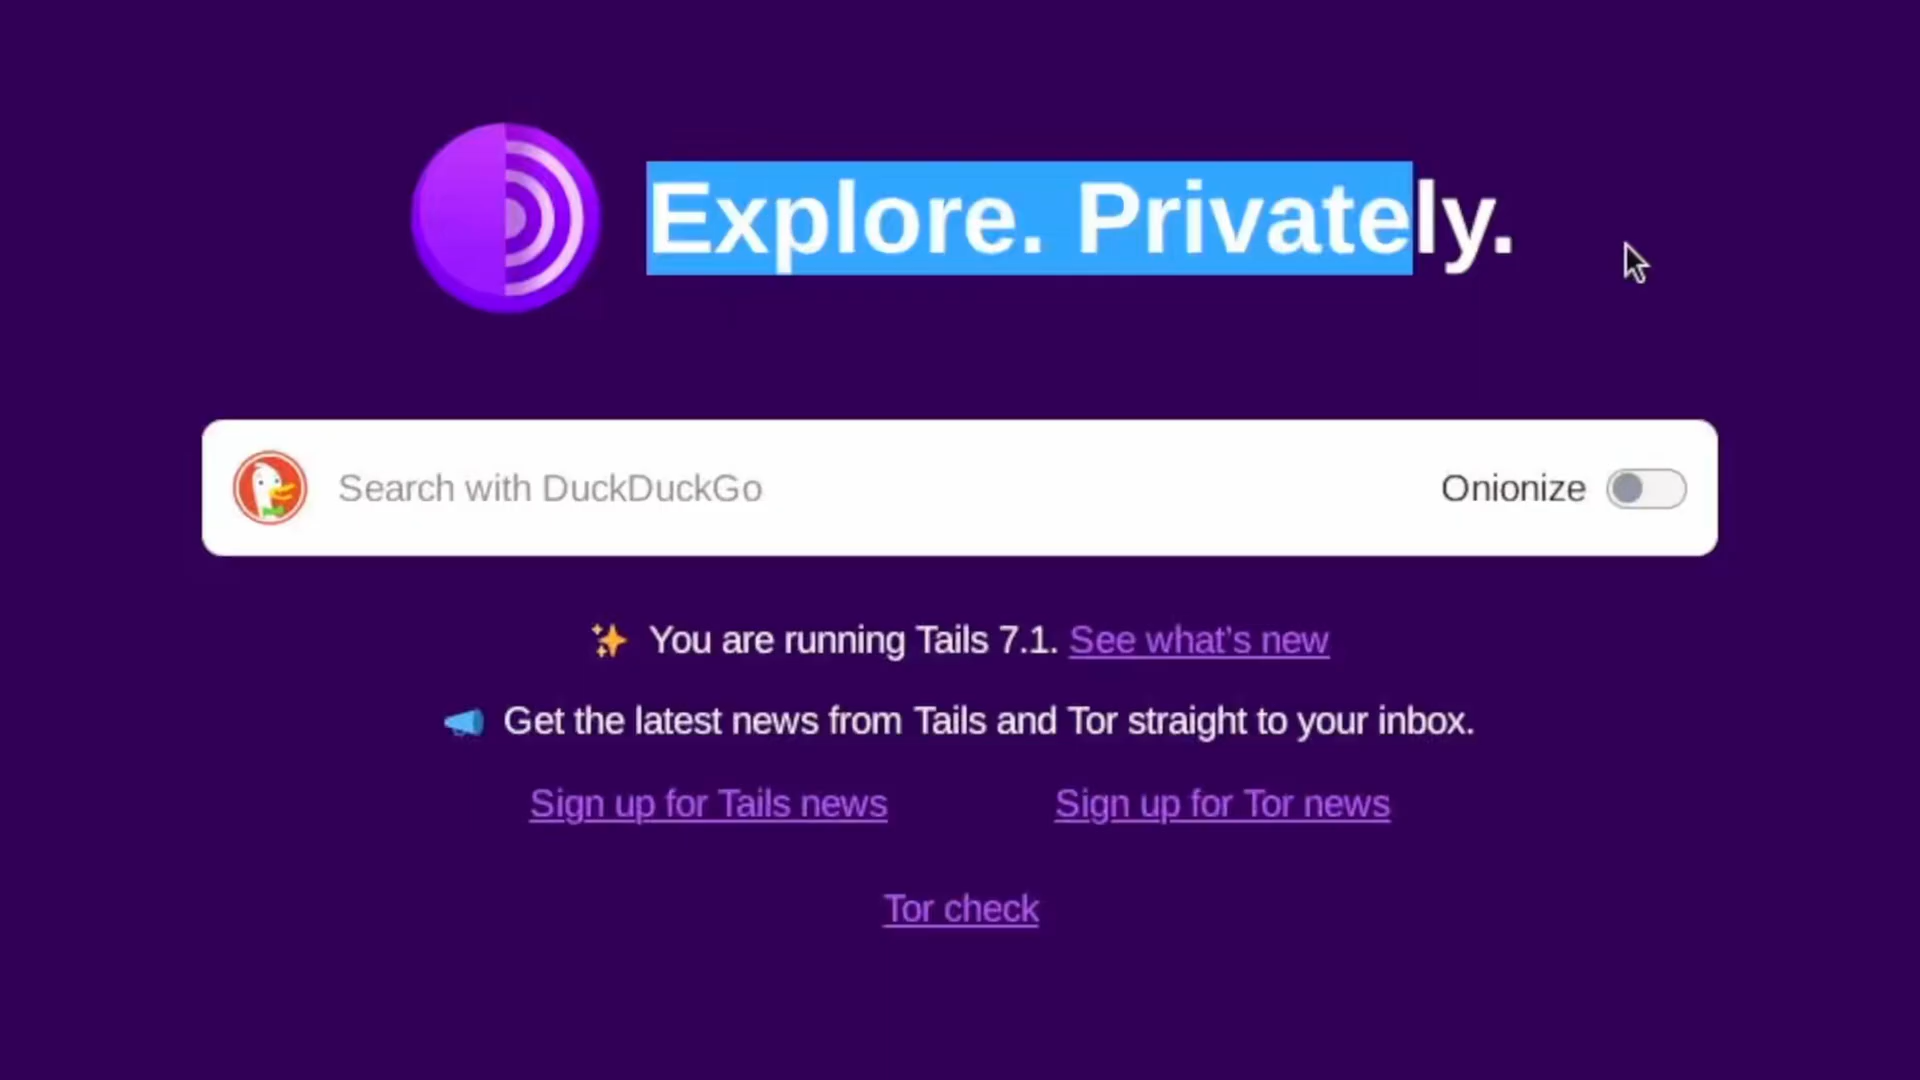 Explore. Privately.
Search with DuckDuckGo Onionize
You are running Tails 7.1. See what's new
Get the latest news from Tails and Tor straight to your inbox.
Sign up for Tails news Sign up for Tor news
Tor check